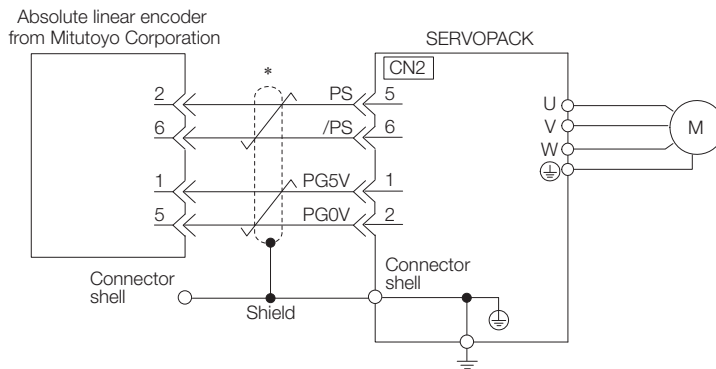 Absolute linear encoder
from Mitutoyo Corporation
SERVOPACK
*
CN2
2 PS 5
6 /PS 6
1 PG5V 1
5 PG0V 2
U
V
W
M
Connector
shell
Shield
Connector
shell